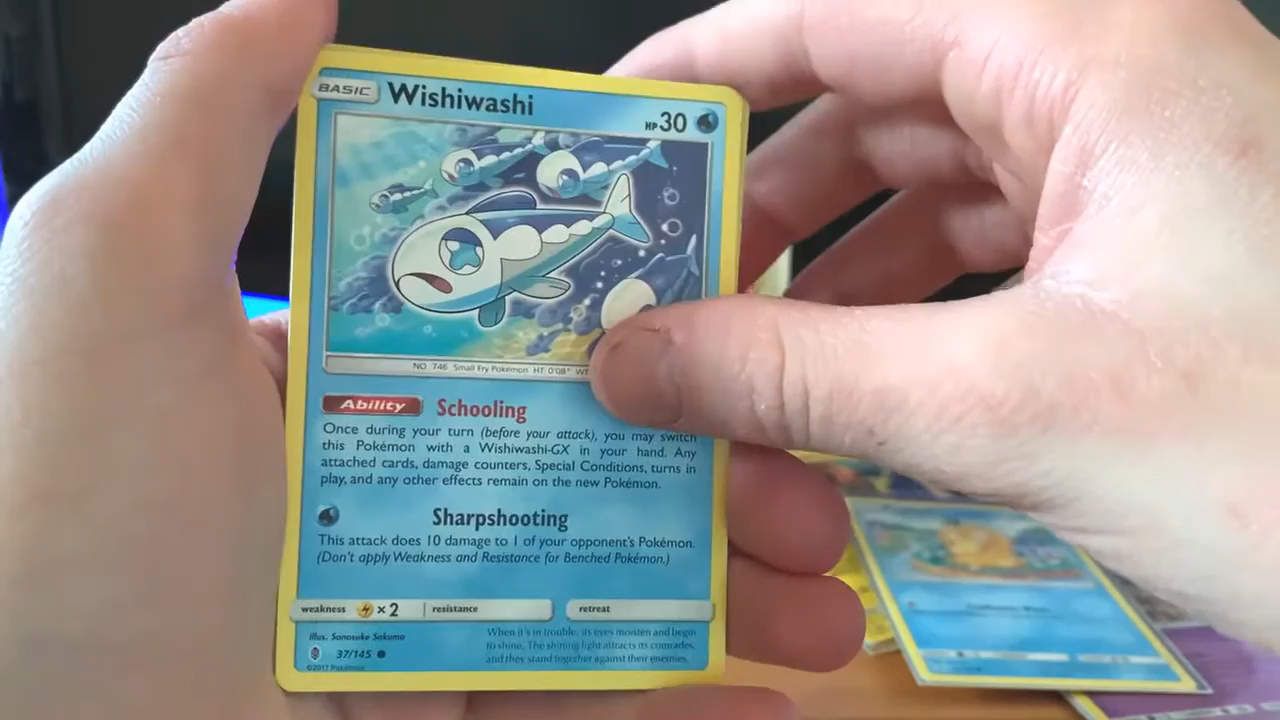 BASIC Wishiwashi HP 30
NO 746 Small Fry Pokémon HT 0'08" WT
Ability Schooling
Once during your turn (before your attack), you may switch
this Pokémon with a Wishiwashi-GX in your hand. Any
attached cards, damage counters, Special Conditions, turns in
play, and any other effects remain on the new Pokémon.
Sharpshooting
This attack does 10 damage to 1 of your opponent's Pokémon.
(Don't apply Weakness and Resistance for Benched Pokémon.)
weakness ×2 resistance retreat
illus. Sanosuke Sakuma
37/145
©2017 Pokémon
When it's in trouble, its eyes moisten and begin
to shine. The shining light attracts its comrades,
and they stand together against their enemies.